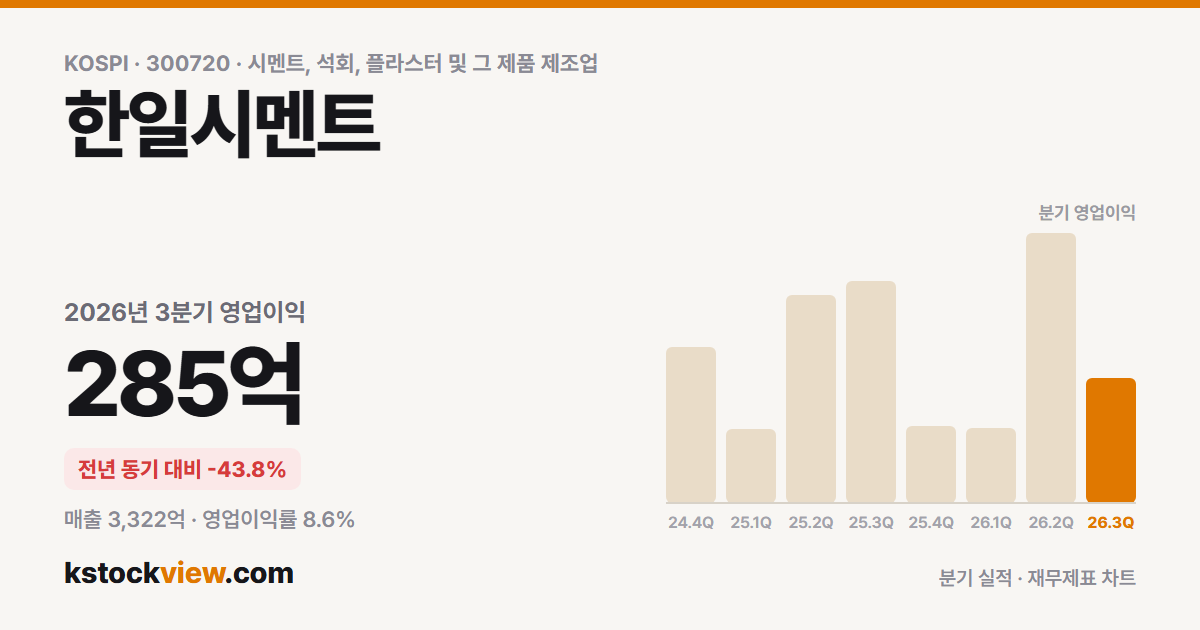 KOSPI · 300720 · 시멘트, 석회, 플라스터 및 그 제품 제조업
한일시멘트
분기 영업이익
2026년 3분기 영업이익
285억
전년 동기 대비 -43.8%
매출 3,322억 · 영업이익률 8.6%
24.4Q 25.1Q 25.2Q 25.3Q 25.4Q 26.1Q 26.2Q 26.3Q
kstockview.com
분기 실적 · 재무제표 차트